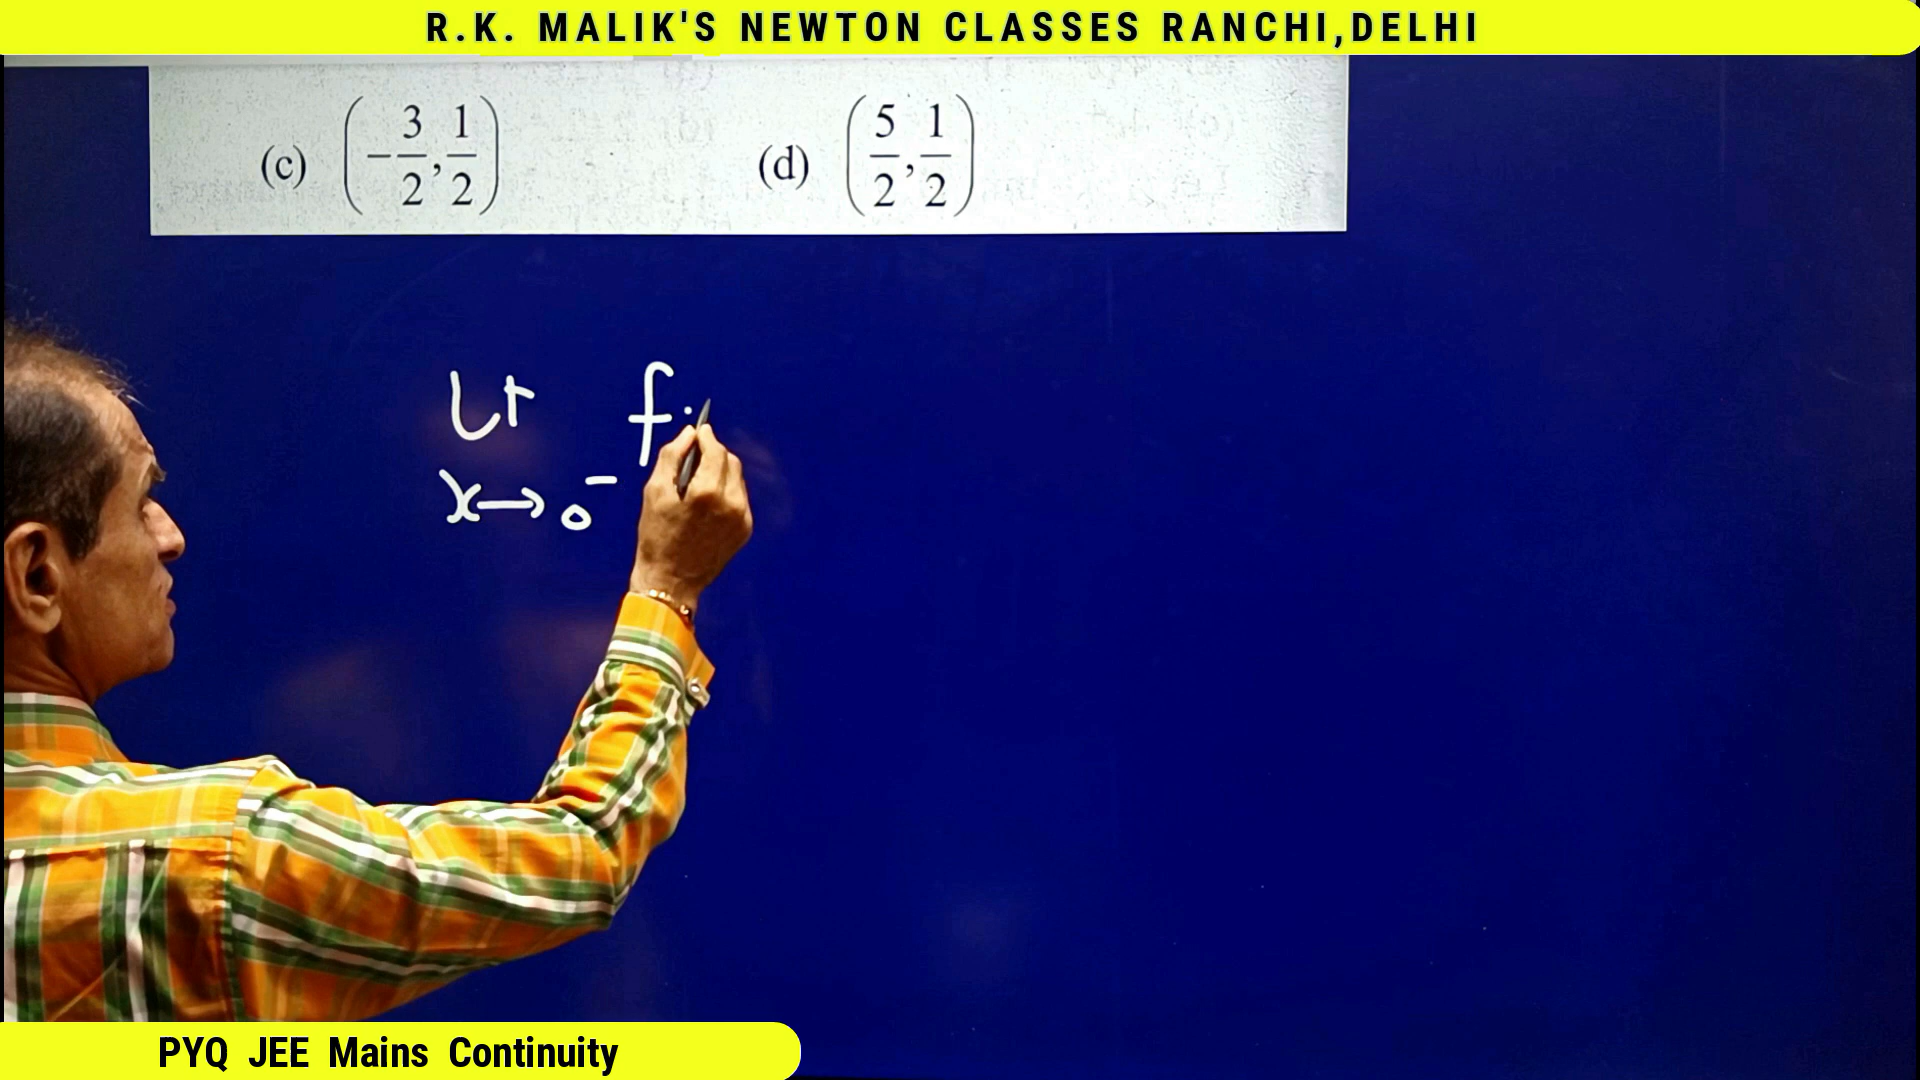 R.K. MALIK'S NEWTON CLASSES RANCHI,DELHI
(c) (-3/2, 1/2) (d) (5/2, 1/2)
Lt f
x→0⁻
PYQ JEE Mains Continuity